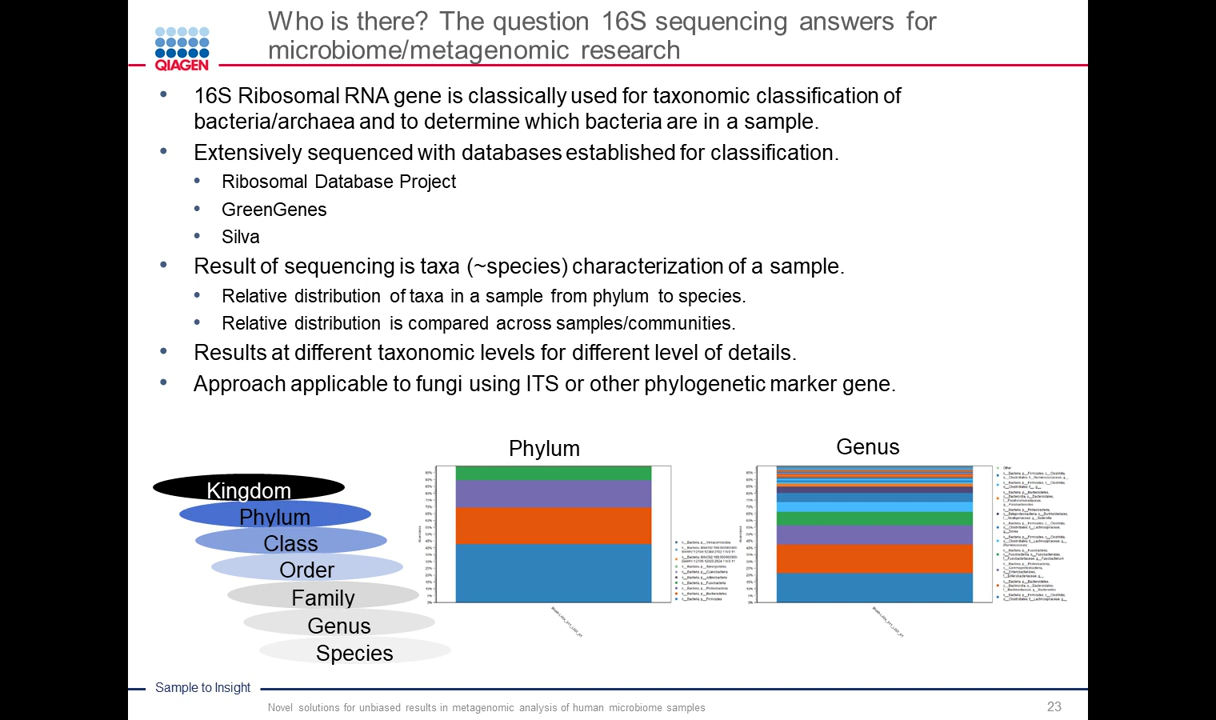 Who is there? The question 16S sequencing answers for
microbiome/metagenomic research
QIAGEN
• 16S Ribosomal RNA gene is classically used for taxonomic classification of
bacteria/archaea and to determine which bacteria are in a sample.
• Extensively sequenced with databases established for classification.
• Ribosomal Database Project
• GreenGenes
• Silva
• Result of sequencing is taxa (~species) characterization of a sample.
• Relative distribution of taxa in a sample from phylum to species.
• Relative distribution is compared across samples/communities.
• Results at different taxonomic levels for different level of details.
• Approach applicable to fungi using ITS or other phylogenetic marker gene.
Kingdom
Phylum
Class
Order
Family
Genus
Species
Phylum
Genus
Other
Sample to Insight
Novel solutions for unbiased results in metagenomic analysis of human microbiome samples
23